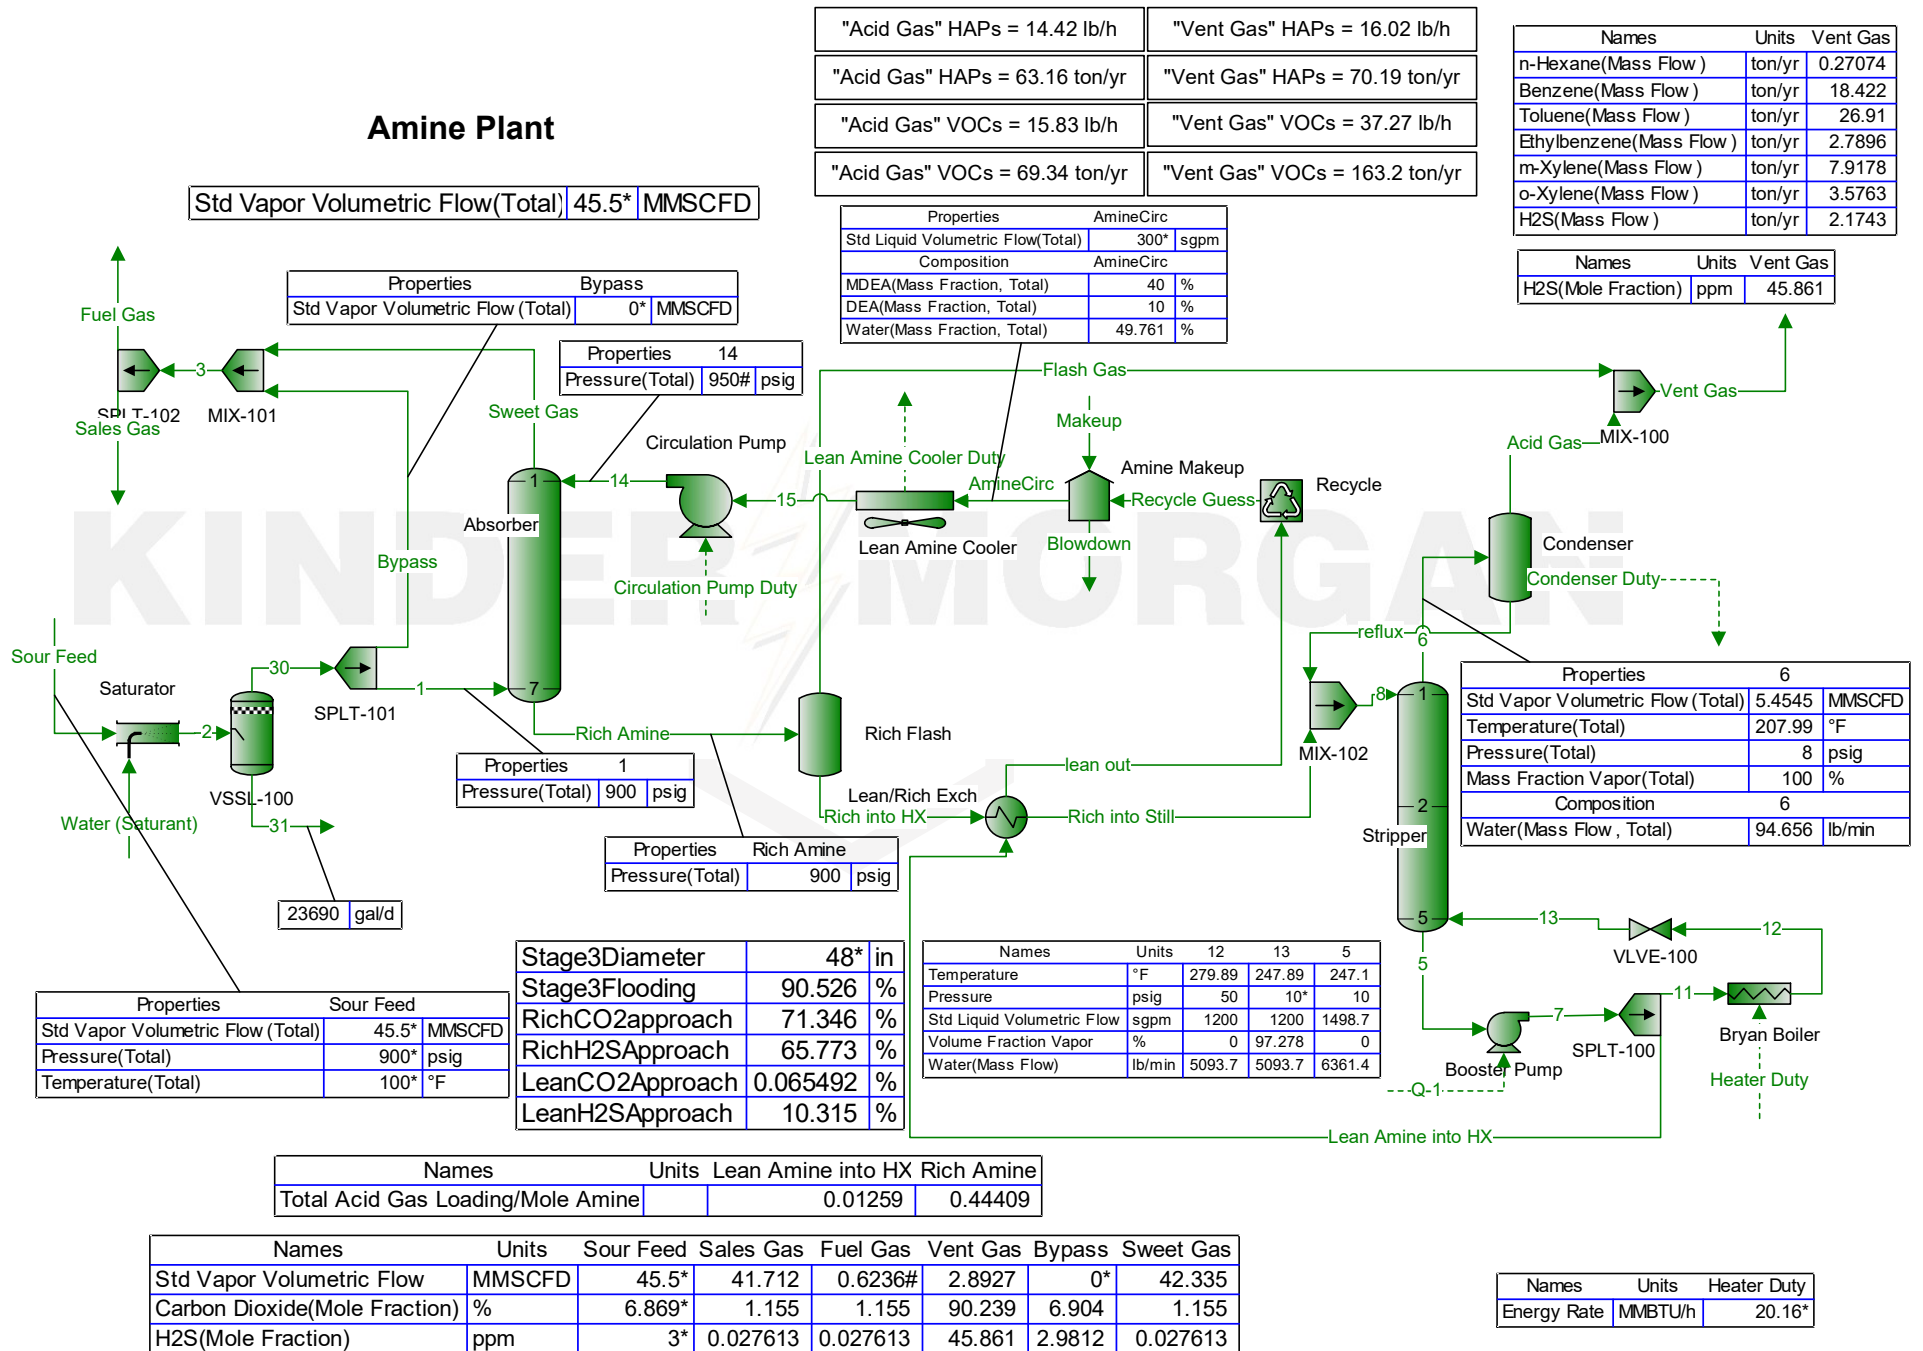 "Acid Gas" HAPs = 14.42 lb/h
"Vent Gas" HAPs = 16.02 lb/h
"Acid Gas" HAPs = 63.16 ton/yr
"Vent Gas" HAPs = 70.19 ton/yr
"Acid Gas" VOCs = 15.83 lb/h
"Vent Gas" VOCs = 37.27 lb/h
"Acid Gas" VOCs = 69.34 ton/yr
"Vent Gas" VOCs = 163.2 ton/yr
Names Units Vent Gas
n-Hexane(Mass Flow) ton/yr 0.27074
Benzene(Mass Flow) ton/yr 18.422
Toluene(Mass Flow) ton/yr 26.91
Ethylbenzene(Mass Flow) ton/yr 2.7896
m-Xylene(Mass Flow) ton/yr 7.9178
o-Xylene(Mass Flow) ton/yr 3.5763
H2S(Mass Flow) ton/yr 2.1743
Amine Plant
Std Vapor Volumetric Flow(Total) 45.5* MMSCFD
Properties AmineCirc
Std Liquid Volumetric Flow(Total) 300* sgpm
Composition AmineCirc
MDEA(Mass Fraction, Total) 40 %
DEA(Mass Fraction, Total) 10 %
Water(Mass Fraction, Total) 49.761 %
Names Units Vent Gas
H2S(Mole Fraction) ppm 45.861
Properties Bypass
Std Vapor Volumetric Flow(Total) 0* MMSCFD
Properties 14
Pressure(Total) 950# psig
Fuel Gas
3
SPLT-102
MIX-101
Sales Gas
Sweet Gas
Flash Gas
Vent Gas
MIX-100
Acid Gas
Makeup
Circulation Pump
Lean Amine Cooler Duty
AmineCirc
Amine Makeup
Recycle
Recycle Guess
1
14
15
Absorber
Lean Amine Cooler
Blowdown
Condenser
Condenser Duty
KINDER MORGAN
Bypass
Circulation Pump Duty
reflux
6
Sour Feed
Saturator
30
1
7
SPLT-101
2
VSSL-100
31
Water (Saturant)
Rich Amine
Rich Flash
MIX-102
8
1
2
5
Stripper
Properties 6
Std Vapor Volumetric Flow(Total) 5.4545 MMSCFD
Temperature(Total) 207.99 °F
Pressure(Total) 8 psig
Mass Fraction Vapor(Total) 100 %
Composition 6
Water(Mass Flow, Total) 94.656 lb/min
Properties 1
Pressure(Total) 900 psig
lean out
Lean/Rich Exch
Rich into HX
Rich into Still
Properties Rich Amine
Pressure(Total) 900 psig
23690 gal/d
13
12
VLVE-100
5
11
7
Bryan Boiler
SPLT-100
Booster Pump
Q-1
Heater Duty
Lean Amine into HX
Stage3Diameter 48* in
Stage3Flooding 90.526 %
RichCO2approach 71.346 %
RichH2SApproach 65.773 %
LeanCO2Approach 0.065492 %
LeanH2SApproach 10.315 %
Names Units 12 13 5
Temperature °F 279.89 247.89 247.1
Pressure psig 50 10* 10
Std Liquid Volumetric Flow sgpm 1200 1200 1498.7
Volume Fraction Vapor % 0 97.278 0
Water(Mass Flow) lb/min 5093.7 5093.7 6361.4
Properties Sour Feed
Std Vapor Volumetric Flow(Total) 45.5* MMSCFD
Pressure(Total) 900* psig
Temperature(Total) 100* °F
Names Units Lean Amine into HX Rich Amine
Total Acid Gas Loading/Mole Amine 0.01259 0.44409
Names Units Sour Feed Sales Gas Fuel Gas Vent Gas Bypass Sweet Gas
Std Vapor Volumetric Flow MMSCFD 45.5* 41.712 0.6236# 2.8927 0* 42.335
Carbon Dioxide(Mole Fraction) % 6.869* 1.155 1.155 90.239 6.904 1.155
H2S(Mole Fraction) ppm 3* 0.027613 0.027613 45.861 2.9812 0.027613
Names Units Heater Duty
Energy Rate MMBTU/h 20.16*